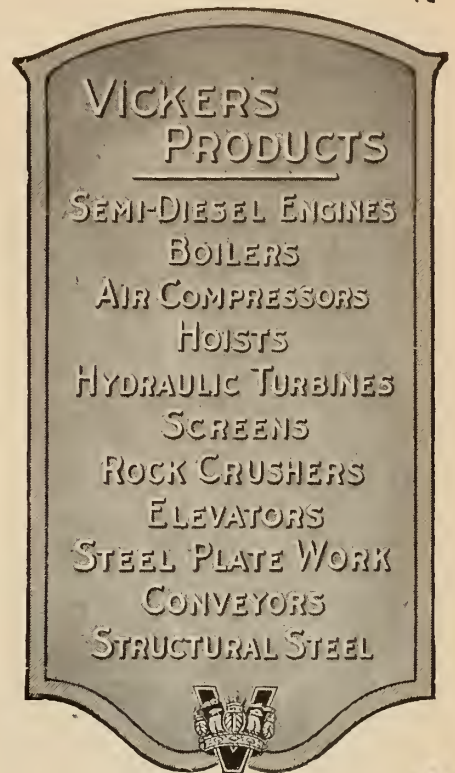 VICKERS
PRODUCTS
SEMI-DIESEL ENGINES
BOILERS
AIR COMPRESSORS
HOISTS
HYDRAULIC TURBINES
SCREENS
ROCK CRUSHERS
ELEVATORS
STEEL PLATE WORK
CONVEYORS
STRUCTURAL STEEL
V